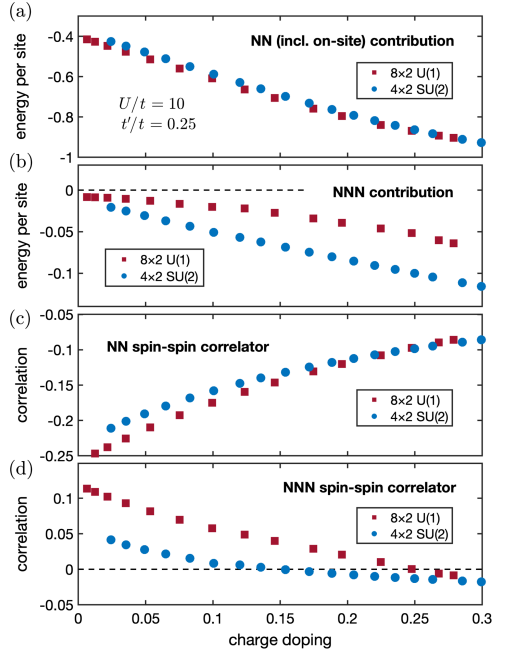 (a)
-0.4
-0.6
-0.8
-1
energy per site
NN (incl. on-site) contribution
8×2 U(1)
4×2 SU(2)
U/t = 10
t′/t = 0.25
(b)
0
-0.05
-0.1
energy per site
NNN contribution
8×2 U(1)
4×2 SU(2)
(c)
-0.05
-0.1
-0.15
-0.2
-0.25
correlation
NN spin-spin correlator
8×2 U(1)
4×2 SU(2)
(d)
0.1
0.05
0
-0.05
correlation
NNN spin-spin correlator
8×2 U(1)
4×2 SU(2)
0 0.05 0.1 0.15 0.2 0.25 0.3
charge doping